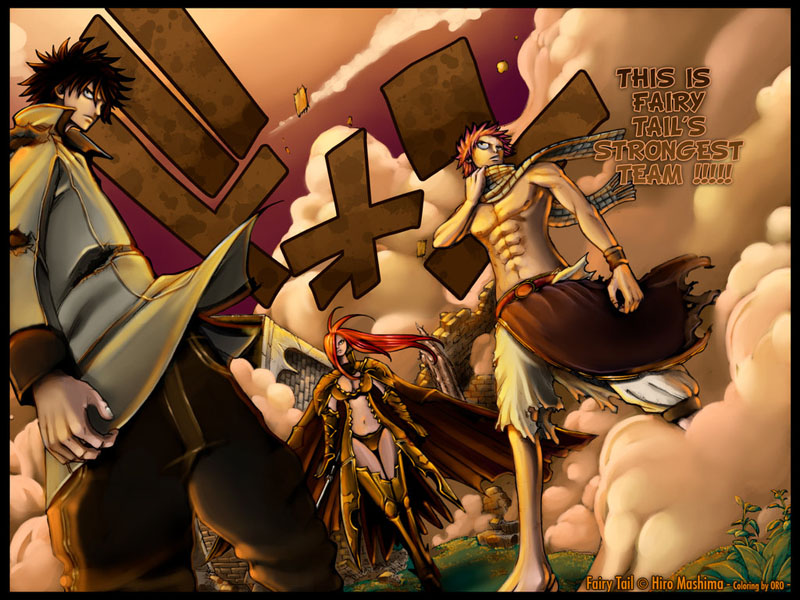 THIS IS
FAIRY
TAIL'S
STRONGEST
TEAM !!!!!
Fairy Tail © Hiro Mashima - Coloring by ORO -